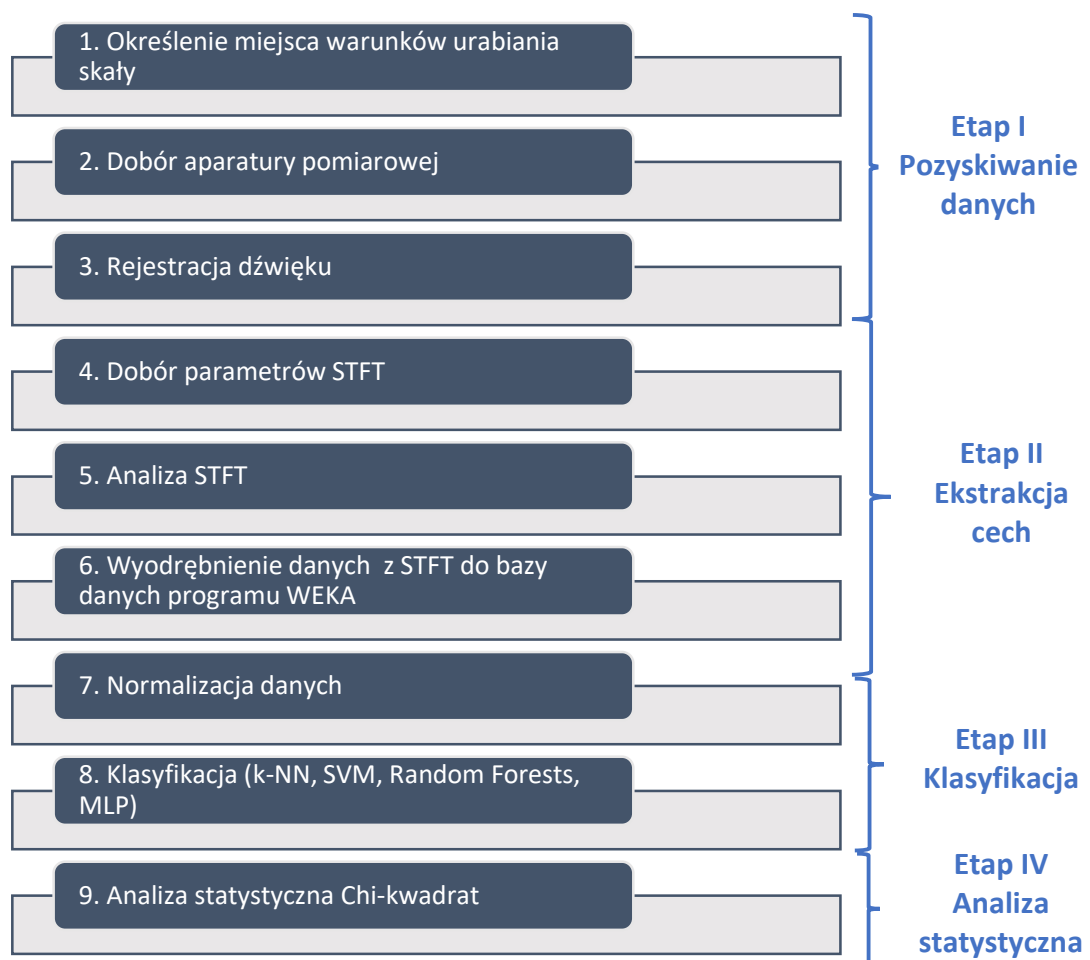 1. Określenie miejsca warunków urabiania
skały
2. Dobór aparatury pomiarowej
3. Rejestracja dźwięku
Etap I
Pozyskiwanie
danych
4. Dobór parametrów STFT
5. Analiza STFT
6. Wyodrębnienie danych  z STFT do bazy
danych programu WEKA
Etap II
Ekstrakcja
cech
7. Normalizacja danych
8. Klasyfikacja (k-NN, SVM, Random Forests,
MLP)
Etap III
Klasyfikacja
9. Analiza statystyczna Chi-kwadrat
Etap IV
Analiza
statystyczna